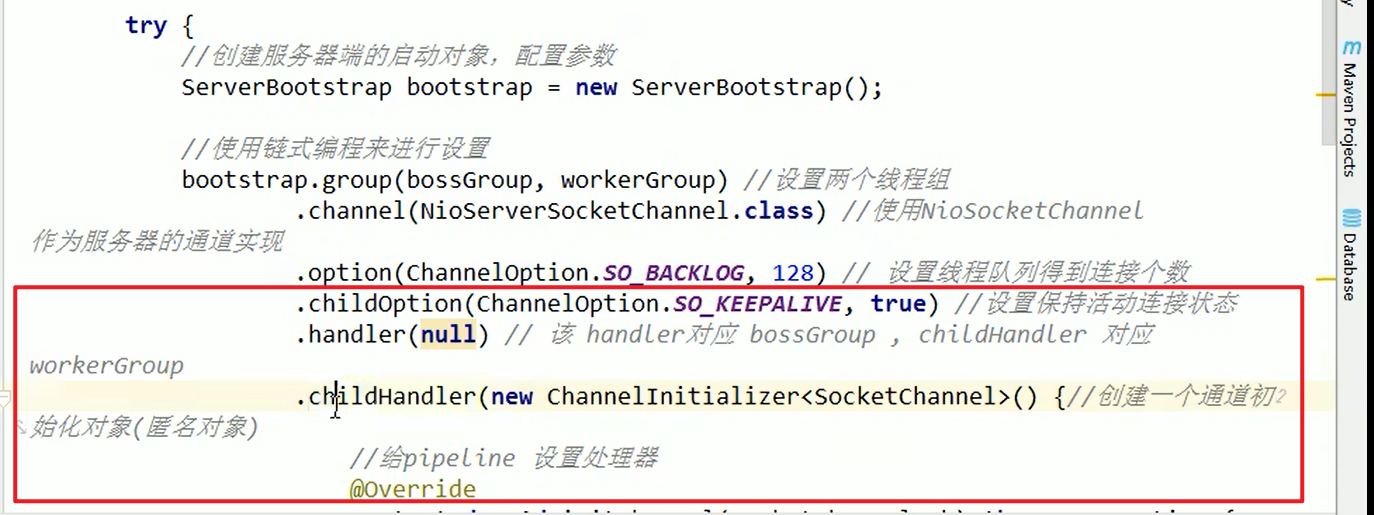 try {
//创建服务器端的启动对象，配置参数
ServerBootstrap bootstrap = new ServerBootstrap();
//使用链式编程来进行设置
bootstrap.group(bossGroup, workerGroup) //设置两个线程组
.channel(NioServerSocketChannel.class) //使用NioSocketChannel
作为服务器的通道实现
.option(ChannelOption.SO_BACKLOG, 128) // 设置线程队列得到连接个数
.childOption(ChannelOption.SO_KEEPALIVE, true) //设置保持活动连接状态
.handler(null) // 该 handler对应 bossGroup , childHandler 对应
workerGroup
.childHandler(new ChannelInitializer<SocketChannel>() {//创建一个通道初
始化对象(匿名对象)
//给pipeline 设置处理器
@Override
Maven Projects
Database